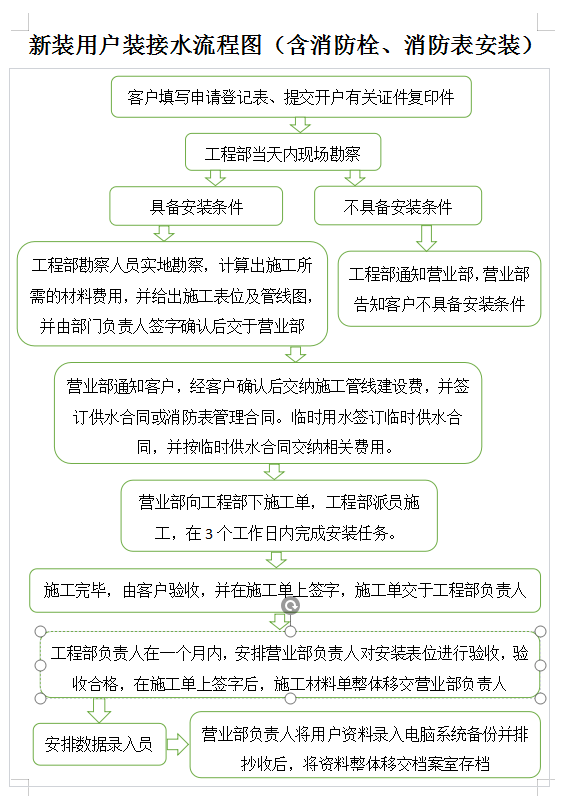 新装用户装接水流程图（含消防栓、消防表安装）
客户填写申请登记表、提交开户有关证件复印件
工程部当天内现场勘察
具备安装条件
不具备安装条件
工程部勘察人员实地勘察，计算出施工所
需的材料费用，并给出施工表位及管线图，
并由部门负责人签字确认后交于营业部
工程部通知营业部，营业部
告知客户不具备安装条件
营业部通知客户，经客户确认后交纳施工管线建设费，并签
订供水合同或消防表管理合同。临时用水签订临时供水合
同，并按临时供水合同交纳相关费用。
营业部向工程部下施工单，工程部派员施
工，在3个工作日内完成安装任务。
施工完毕，由客户验收，并在施工单上签字，施工单交于工程部负责人
工程部负责人在一个月内，安排营业部负责人对安装表位进行验收，验
收合格，在施工单上签字后，施工材料单整体移交营业部负责人
安排数据录入员
营业部负责人将用户资料录入电脑系统备份并排
抄收后，将资料整体移交档案室存档